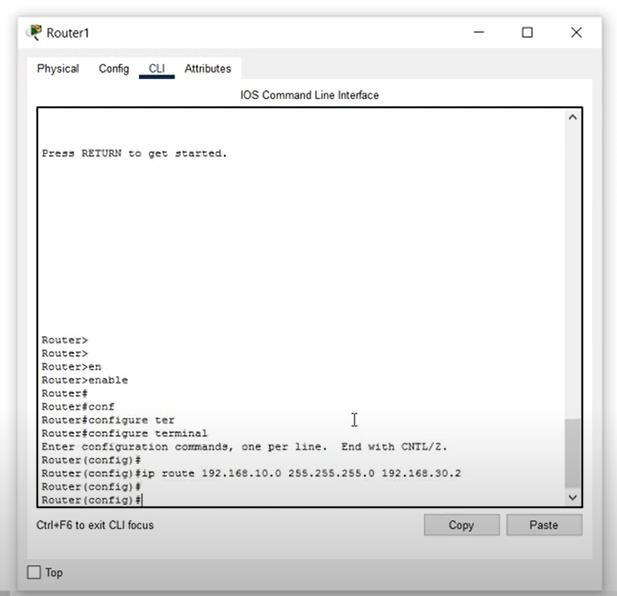 Router1
Physical Config CLI Attributes
IOS Command Line Interface
Press RETURN to get started.
Router>
Router>
Router>en
Router>enable
Router#
Router#conf
Router#configure ter
Router#configure terminal
Enter configuration commands, one per line. End with CNTL/Z.
Router(config)#
Router(config)#ip route 192.168.10.0 255.255.255.0 192.168.30.2
Router(config)#
Router(config)#
Ctrl+F6 to exit CLI focus
Copy Paste
Top